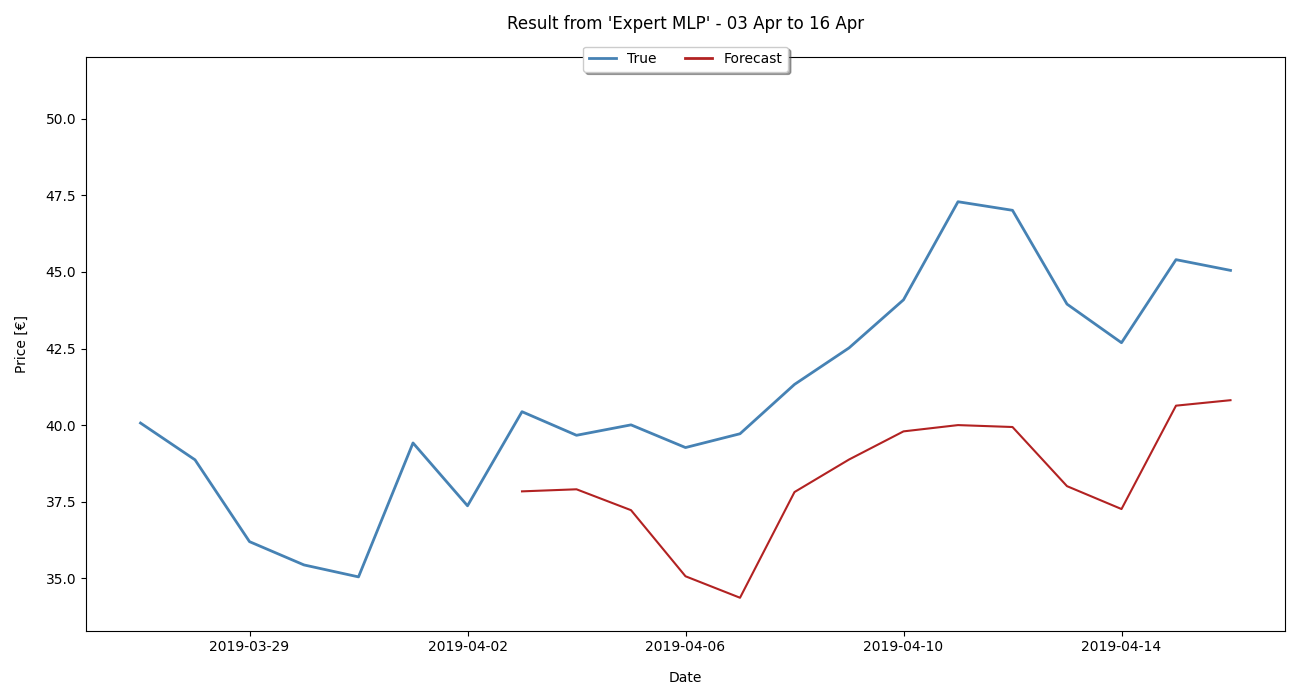 Result from 'Expert MLP' - 03 Apr to 16 Apr
True Forecast
50.0
47.5
45.0
42.5
40.0
37.5
35.0
Price [€]
2019-03-29 2019-04-02 2019-04-06 2019-04-10 2019-04-14
Date